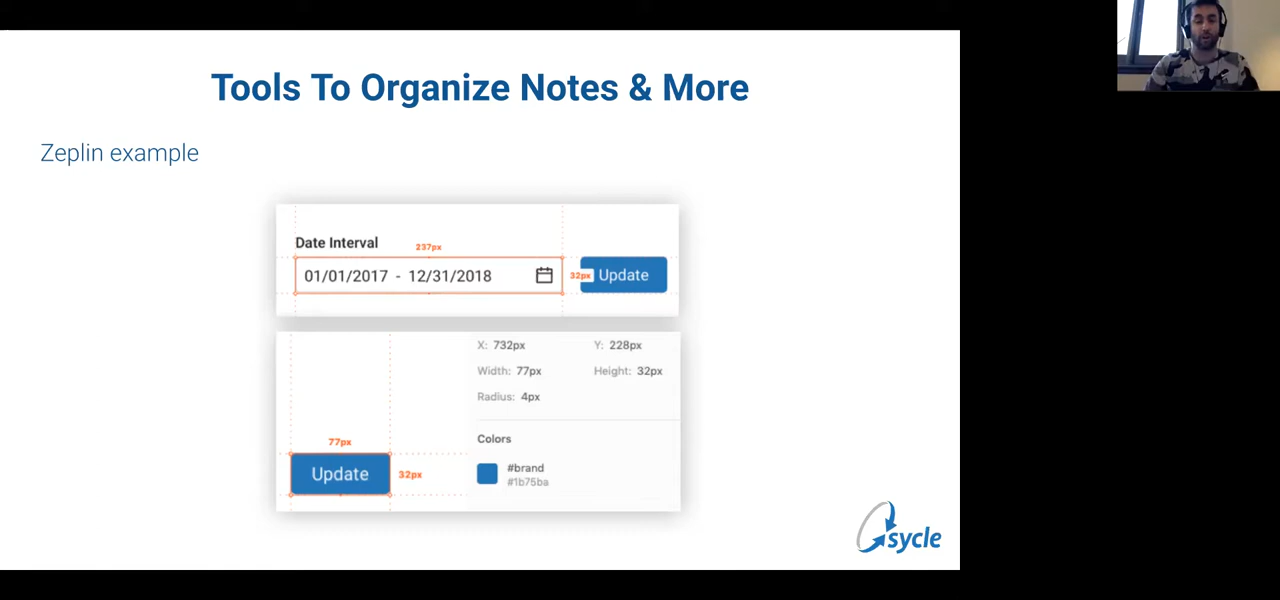 Tools To Organize Notes & More
Zeplin example
Date Interval
237px
01/01/2017 - 12/31/2018
32px
Update
X: 732px
Y: 228px
Width: 77px
Height: 32px
Radius: 4px
Colors
77px
Update
32px
#brand
#1b75ba
sycle